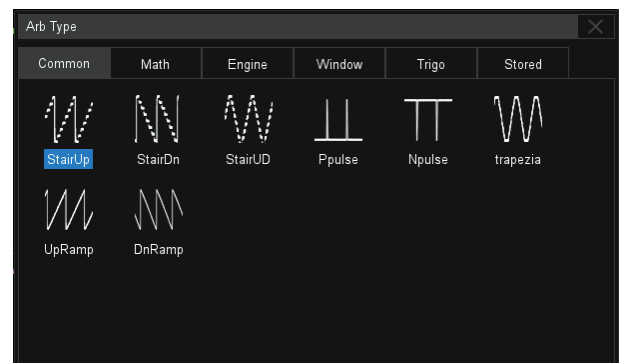 Arb Type
Common Math Engine Window Trigo Stored
StairUp StairDn StairUD Ppulse Npulse trapezia
UpRamp DnRamp